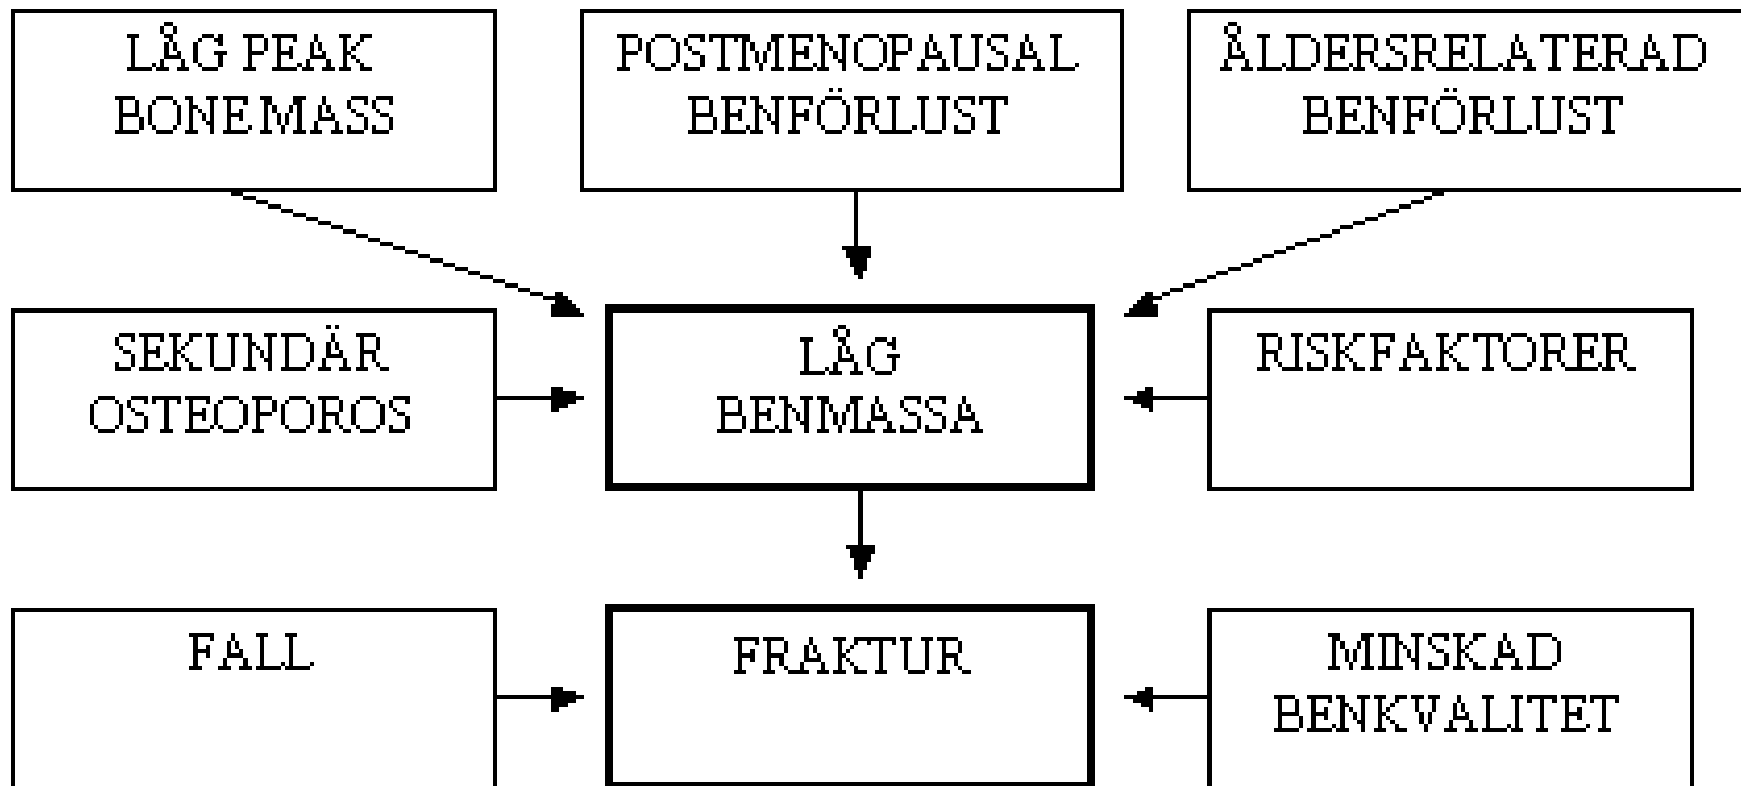 LÅG PEAK
BONE MASS
POSTMENOPAUSAL
BENFÖRLUST
ÅLDERSRELATERAD
BENFÖRLUST
SEKUNDÄR
OSTEOPOROS
LÅG
BENMASSA
RISKFAKTORER
FALL
FRAKTUR
MINSKAD
BENKVALITET